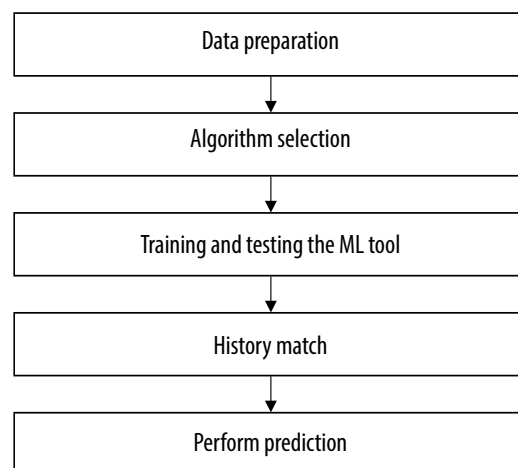 Data preparation
Algorithm selection
Training and testing the ML tool
History match
Perform prediction